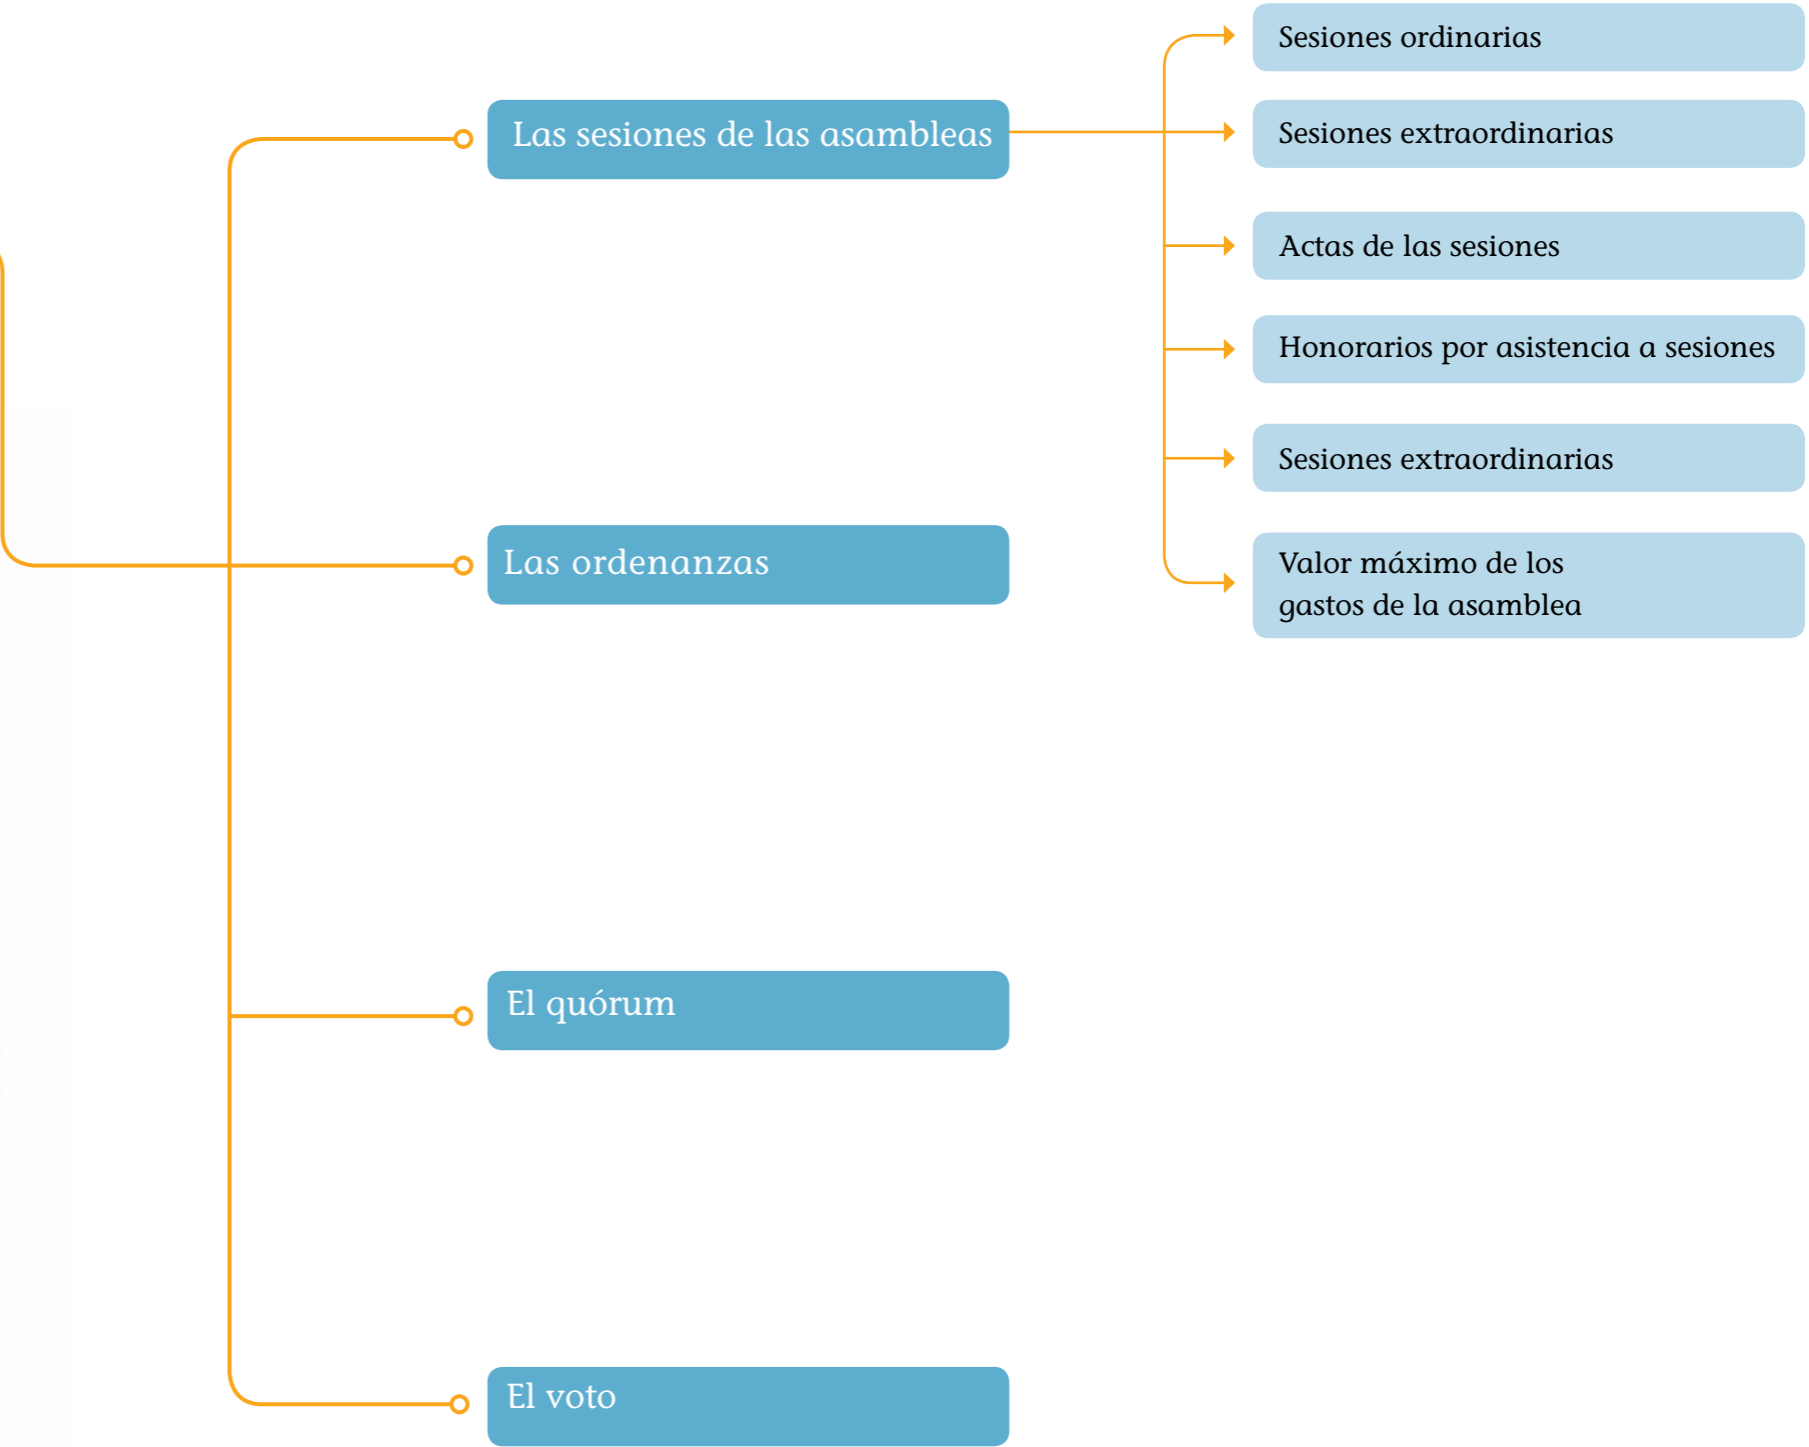 Las sesiones de las asambleas
Sesiones ordinarias
Sesiones extraordinarias
Actas de las sesiones
Honorarios por asistencia a sesiones
Sesiones extraordinarias
Valor máximo de los
gastos de la asamblea
Las ordenanzas
El quórum
El voto